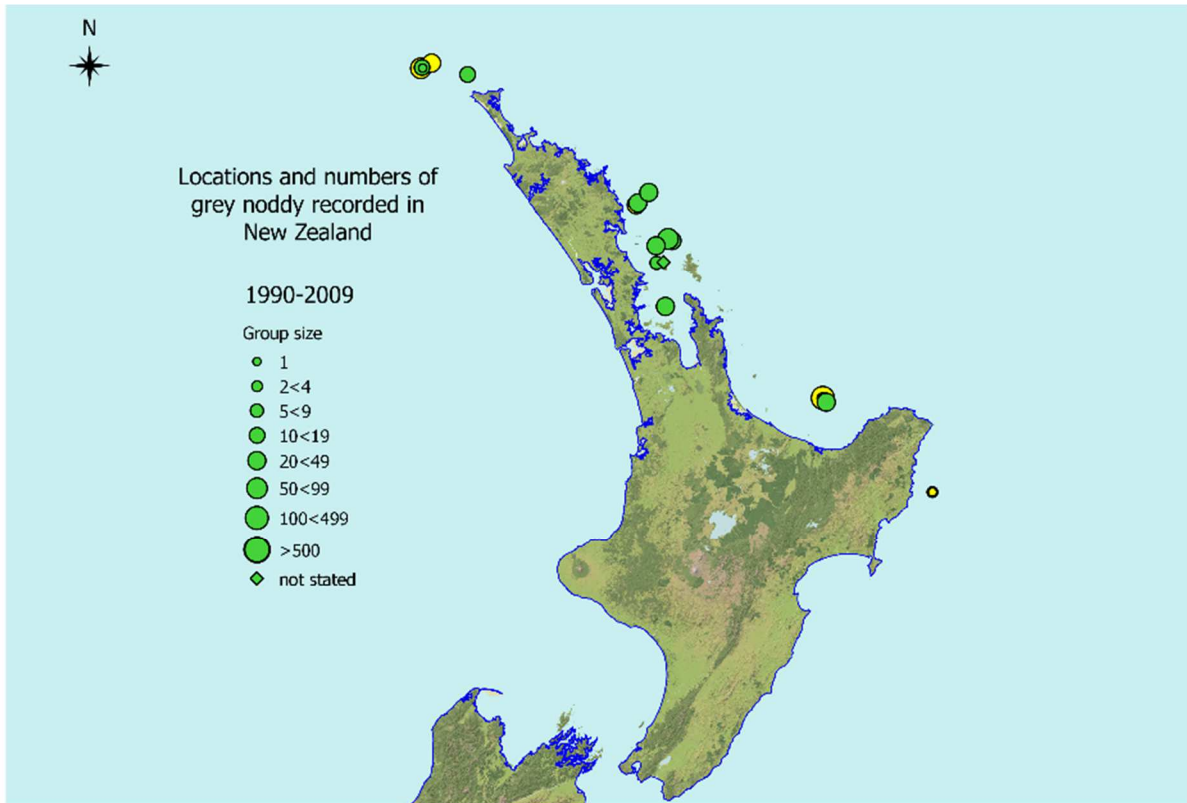 N
Locations and numbers of
grey noddy recorded in
New Zealand
1990-2009
Group size
1
2<4
5<9
10<19
20<49
50<99
100<499
>500
not stated